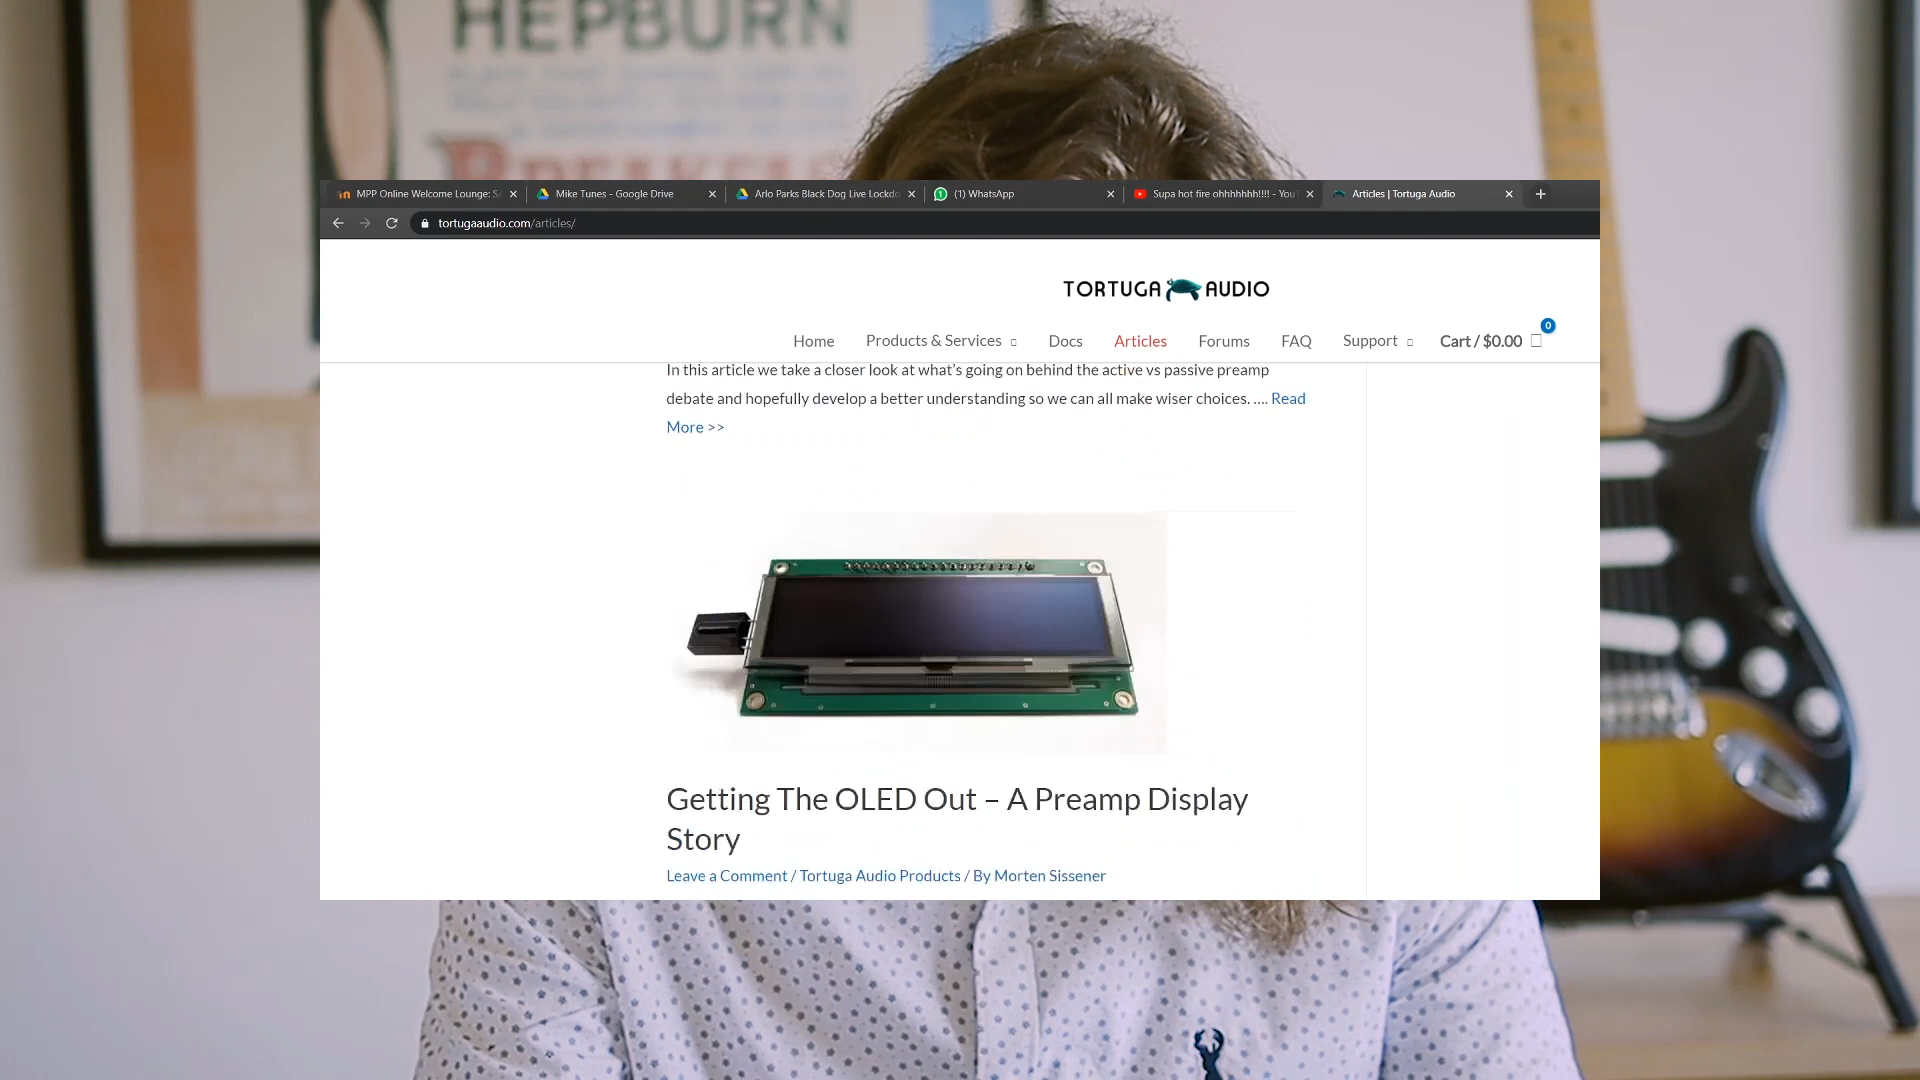 HEPBURN
MPP Online Welcome Lounge: S
Mike Tunes - Google Drive
Arlo Parks Black Dog Live Lockdo
(1) WhatsApp
Supa hot fire ohhhhhhh!!!! - You
Articles | Tortuga Audio
tortugaaudio.com/articles/
TORTUGA AUDIO
Home
Products & Services
Docs
Articles
Forums
FAQ
Support
Cart / $0.00
0
In this article we take a closer look at what’s going on behind the active vs passive preamp
debate and hopefully develop a better understanding so we can all make wiser choices. …. Read
More >>
Getting The OLED Out – A Preamp Display
Story
Leave a Comment / Tortuga Audio Products / By Morten Sissener